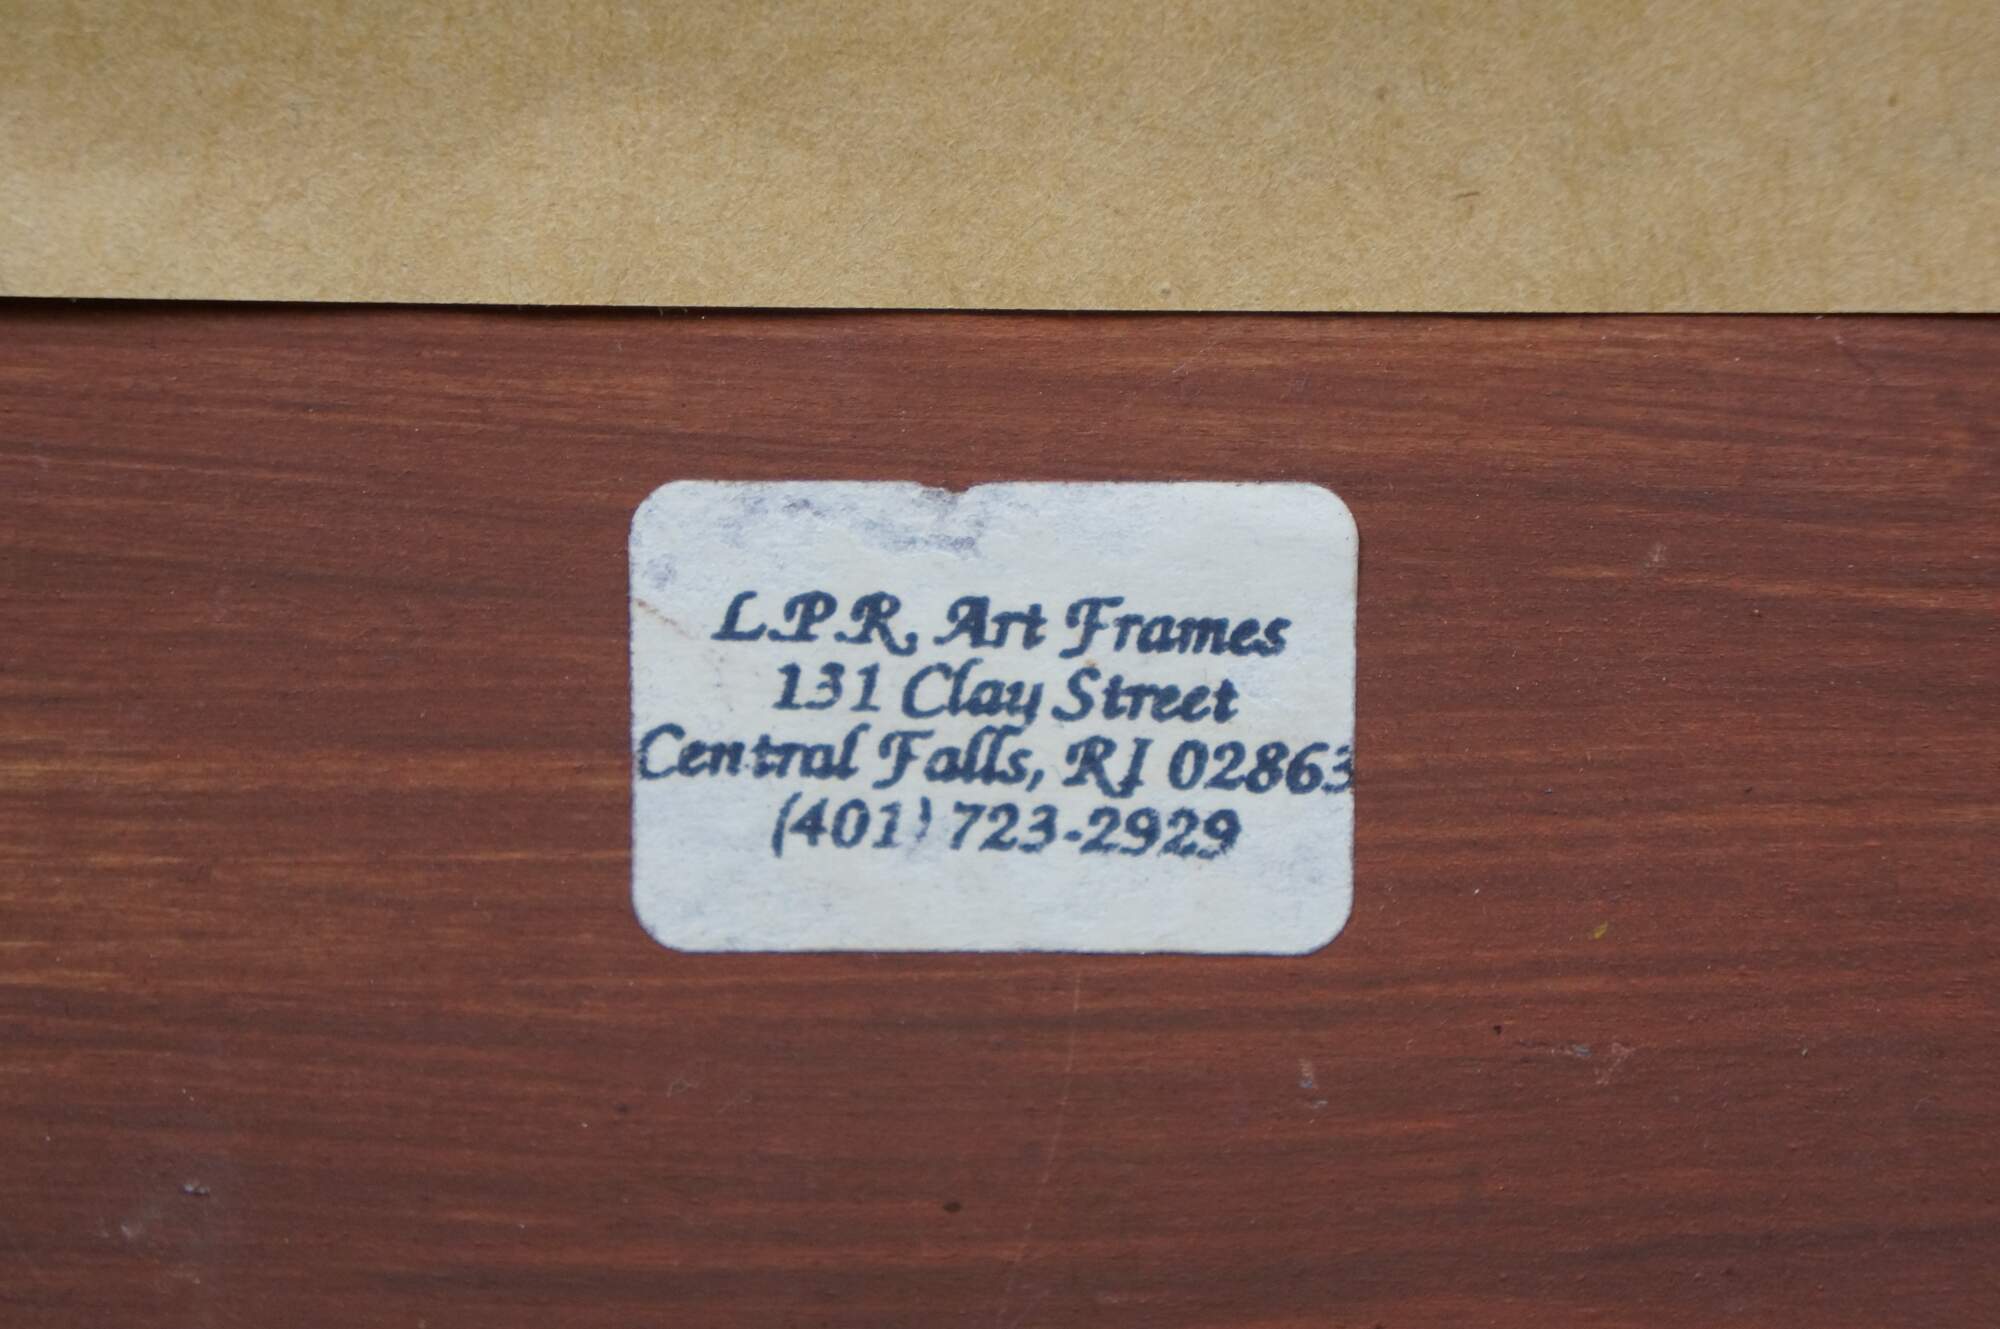 L.P.R. Art Frames
131 Clay Street
Central Falls, RI 02863
(401) 723-2929